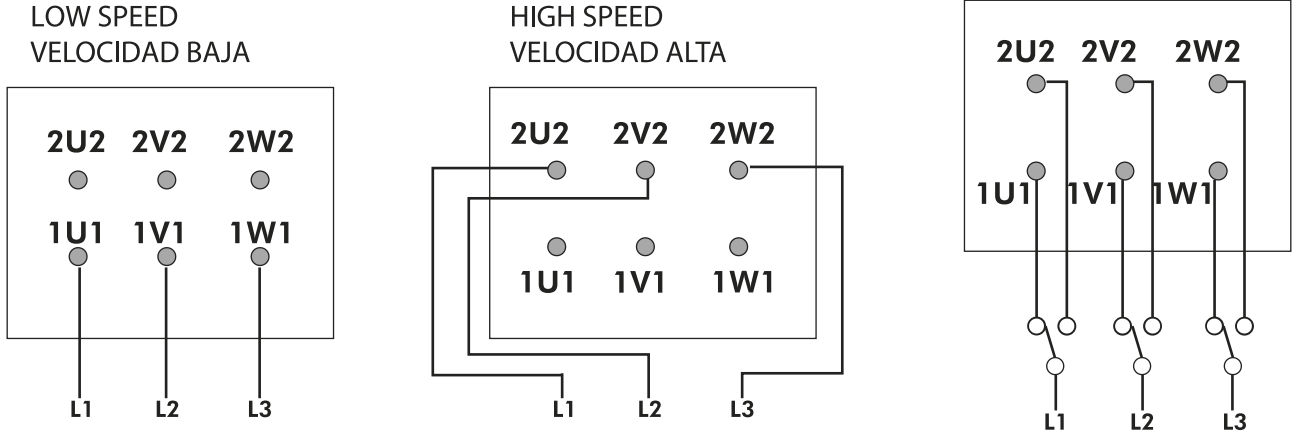 LOW SPEED
VELOCIDAD BAJA
2U2 2V2 2W2
1U1 1V1 1W1
L1 L2 L3
HIGH SPEED
VELOCIDAD ALTA
2U2 2V2 2W2
1U1 1V1 1W1
L1 L2 L3
2U2 2V2 2W2
1U1 1V1 1W1
L1 L2 L3